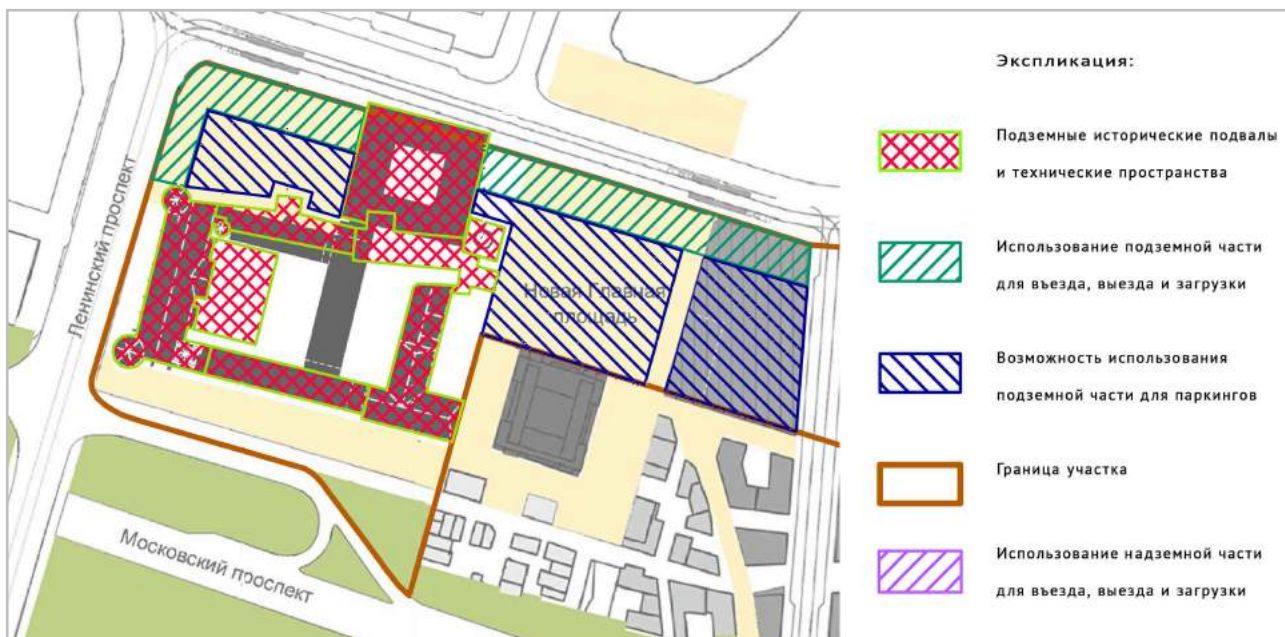 Ленинский проспект
Новая Главная
площадь
Московский проспект
Экспликация:
Подземные исторические подвалы
и технические пространства
Использование подземной части
для въезда, выезда и загрузки
Возможность использования
подземной части для паркингов
Граница участка
Использование надземной части
для въезда, выезда и загрузки